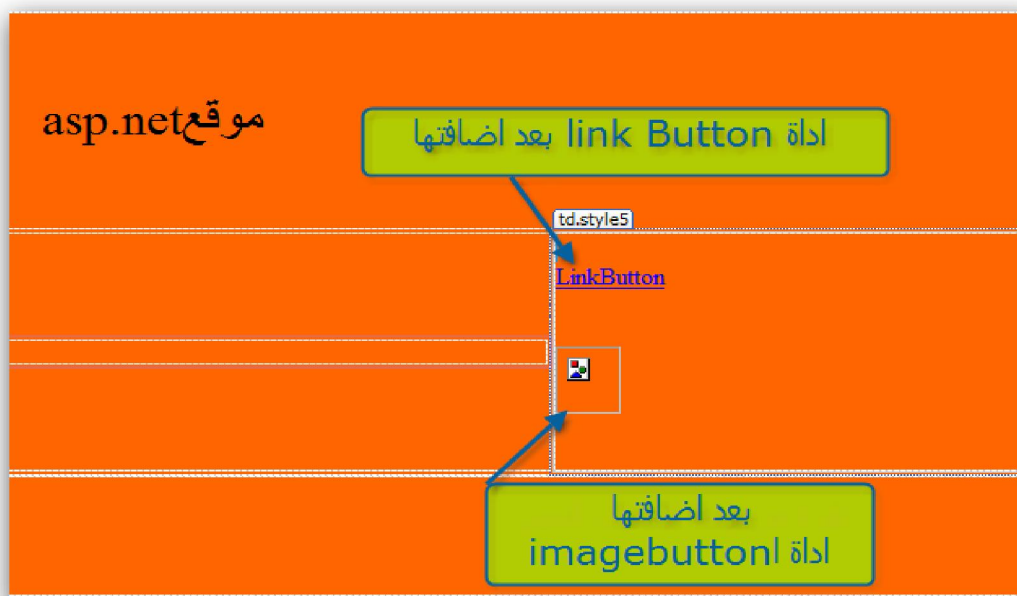 موقعasp.net
اداة link Button بعد اضافتها
td.style5
LinkButton
بعد اضافتها
اداة اimagebutton